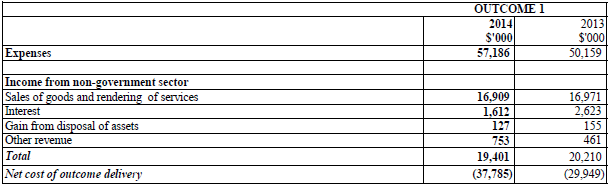 OUTCOME 1
2014 2013
$'000 $'000
Expenses 57,186 50,159
Income from non-government sector
Sales of goods and rendering of services 16,909 16,971
Interest 1,612 2,623
Gain from disposal of assets 127 155
Other revenue 753 461
Total 19,401 20,210
Net cost of outcome delivery (37,785) (29,949)